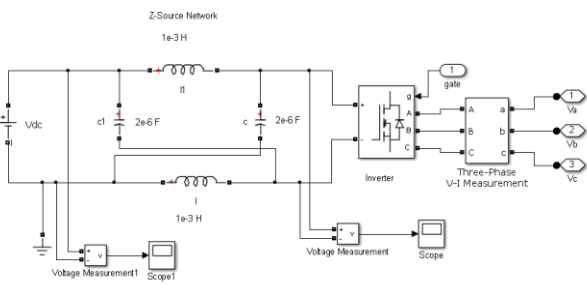 Z-Source Network
1e-3 H
l1
1
gate
+
Vdc
c1
2e-6 F
c
2e-6 F
+
-
g
A
B
C
Inverter
A
B
C
a
b
c
Three-Phase
V-I Measurement
1
Va
2
Vb
3
Vc
l
1e-3 H
+
-
v
Voltage Measurement1
Scope1
+
-
v
Voltage Measurement
Scope